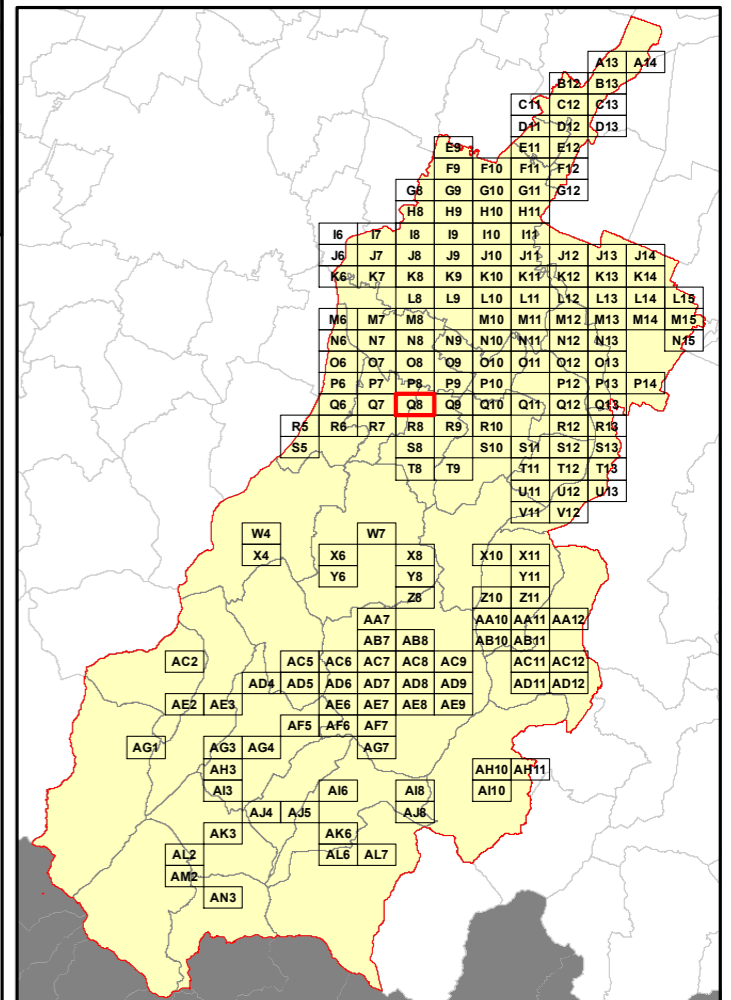 A13 A14
B12 B13
C11 C12 C13
D11 D12 D13
E9 E11 E12
F9 F10 F11 F12
G8 G9 G10 G11 G12
H8 H9 H10 H11
I6 I7 I8 I9 I10 I11
J6 J7 J8 J9 J10 J11 J12 J13 J14
K6 K7 K8 K9 K10 K11 K12 K13 K14
L8 L9 L10 L11 L12 L13 L14 L15
M6 M7 M8 M10 M11 M12 M13 M14 M15
N6 N7 N8 N9 N10 N11 N12 N13 N15
O6 O7 O8 O9 O10 O11 O12 O13
P6 P7 P8 P9 P10 P12 P13 P14
Q6 Q7 Q8 Q9 Q10 Q11 Q12 Q13
R5 R6 R7 R8 R9 R10 R12 R13
S5 S8 S10 S11 S12 S13
T8 T9 T11 T12 T13
U11 U12 U13
V11 V12
W4 W7
X4 X6 X8 X10 X11
Y6 Y8 Y11
Z8 Z10 Z11
AA7 AA10 AA11 AA12
AB7 AB8 AB10 AB11
AC2 AC5 AC6 AC7 AC8 AC9 AC11 AC12
AD4 AD5 AD6 AD7 AD8 AD9 AD11 AD12
AE2 AE3 AE6 AE7 AE8 AE9
AF5 AF6 AF7
AG1 AG3 AG4 AG7
AH3 AH10 AH11
AI3 AI6 AI8 AI10
AJ4 AJ5 AJ8
AK3 AK6
AL2 AL6 AL7
AM2
AN3